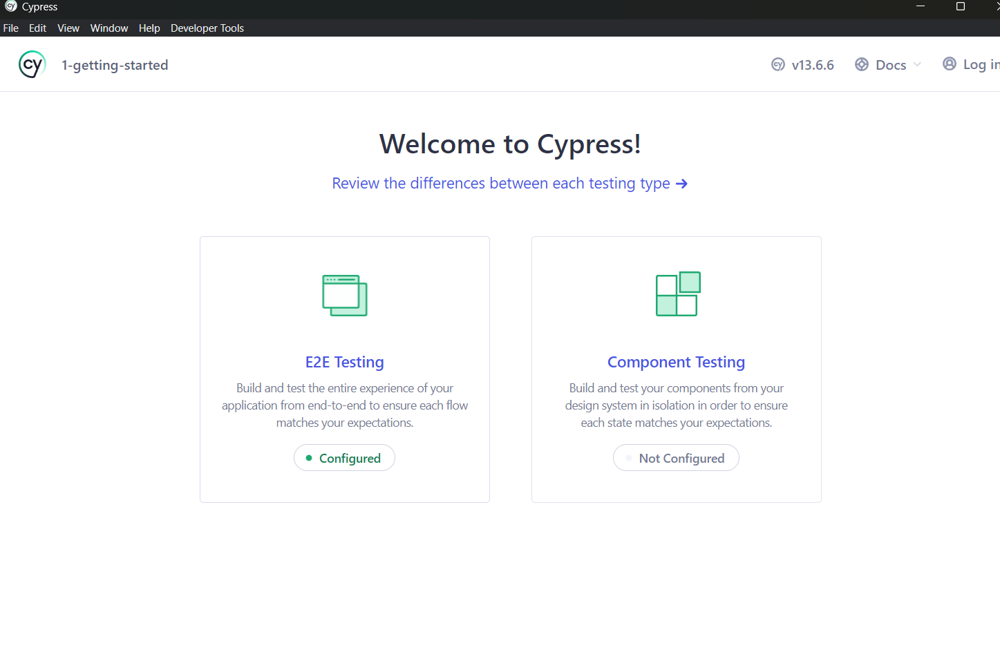 cy Cypress
File Edit View Window Help Developer Tools
cy 1-getting-started cy v13.6.6 Docs Log in
Welcome to Cypress!
Review the differences between each testing type →
E2E Testing
Build and test the entire experience of your
application from end-to-end to ensure each flow
matches your expectations.
Configured
Component Testing
Build and test your components from your
design system in isolation in order to ensure
each state matches your expectations.
Not Configured